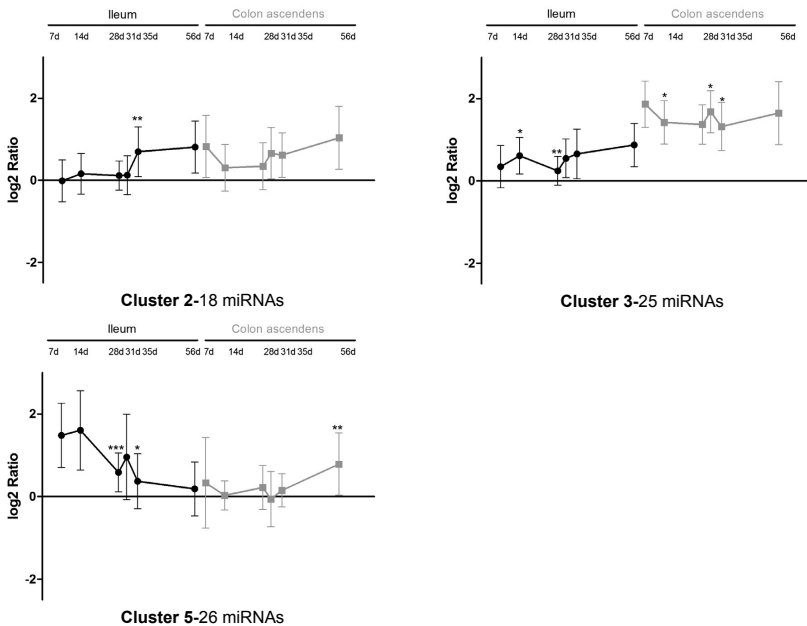 Ileum Colon ascendens
7d 14d 28d 31d 35d 56d 7d 14d 28d 31d 35d 56d
log2 Ratio
2
0
-2
**
Cluster 2-18 miRNAs
Ileum Colon ascendens
7d 14d 28d 31d 35d 56d 7d 14d 28d 31d 35d 56d
log2 Ratio
2
0
-2
* ** * * *
Cluster 3-25 miRNAs
Ileum Colon ascendens
7d 14d 28d 31d 35d 56d 7d 14d 28d 31d 35d 56d
log2 Ratio
2
0
-2
*** * **
Cluster 5-26 miRNAs